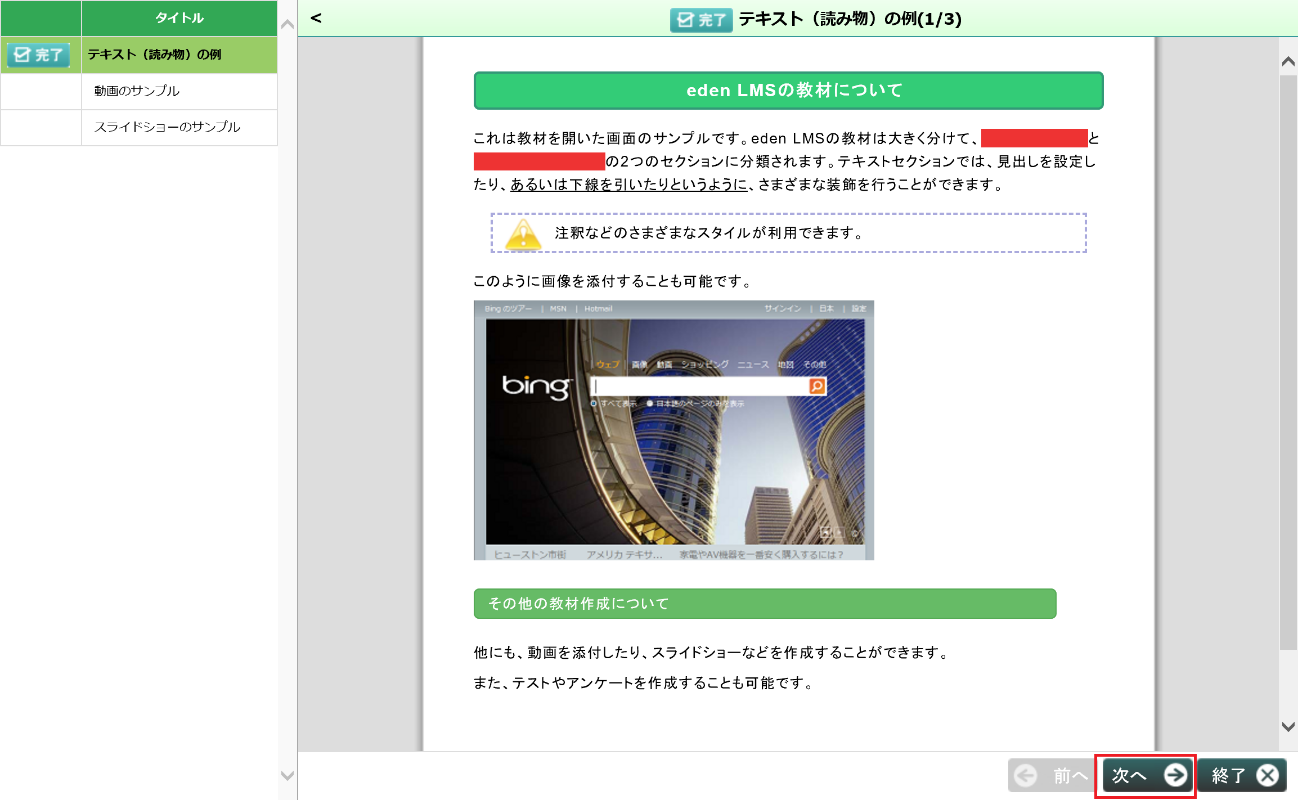 タイトル
完了 テキスト（読み物）の例
動画のサンプル
スライドショーのサンプル
< 完了 テキスト（読み物）の例(1/3)
eden LMSの教材について
これは教材を開いた画面のサンプルです。eden LMSの教材は大きく分けて、と
の2つのセクションに分類されます。テキストセクションでは、見出しを設定し
たり、あるいは下線を引いたりというように、さまざまな装飾を行うことができます。
注釈などのさまざまなスタイルが利用できます。
このように画像を添付することも可能です。
Bing のツアー | MSN | Hotmail サインイン | 日本 | 設定
ウェブ | 画像 動画 ショッピング ニュース 地図 その他
bing
すべて表示 日本語のページのみを表示
ヒューストン市街 アメリカ テキサ... 家電やAV機器を一番安く購入するには？
その他の教材作成について
他にも、動画を添付したり、スライドショーなどを作成することができます。
また、テストやアンケートを作成することも可能です。
前へ 次へ 終了